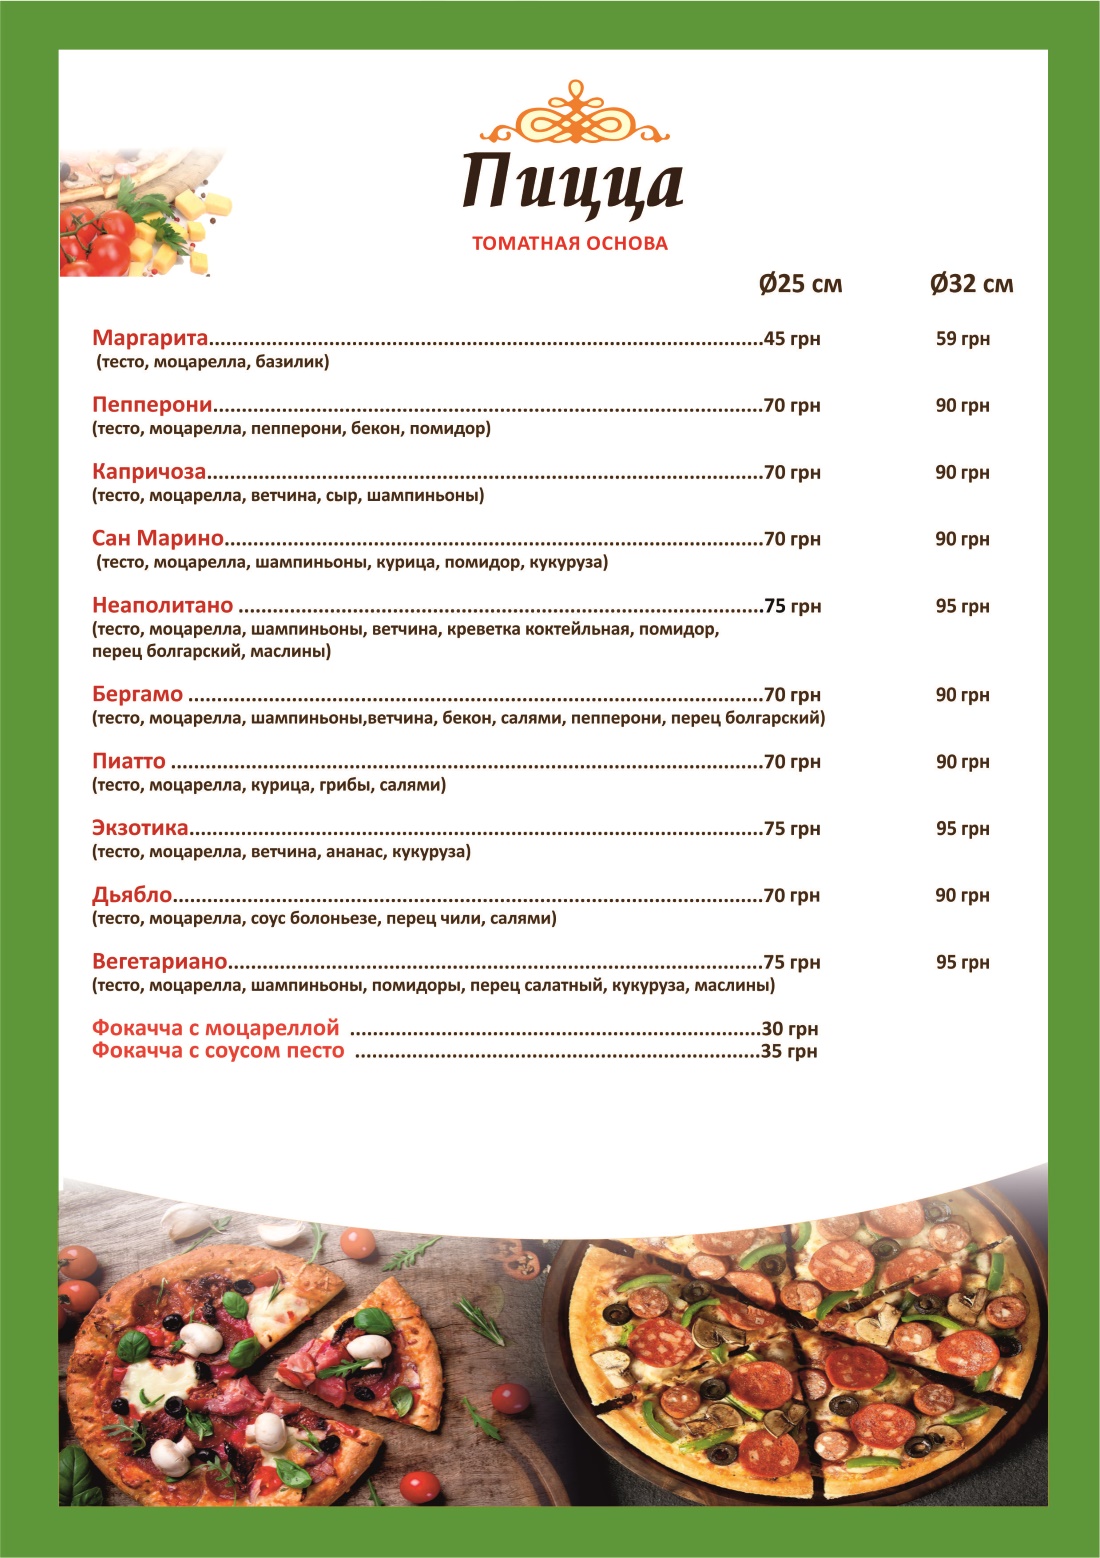 Пицца
ТОМАТНАЯ ОСНОВА
Ø25 см Ø32 см
Маргарита........................45 грн 59 грн
(тесто, моцарелла, базилик)
Пепперони........................70 грн 90 грн
(тесто, моцарелла, пепперони, бекон, помидор)
Капричоза........................70 грн 90 грн
(тесто, моцарелла, ветчина, сыр, шампиньоны)
Сан Марино........................70 грн 90 грн
(тесто, моцарелла, шампиньоны, курица, помидор, кукуруза)
Неаполитано ........................75 грн 95 грн
(тесто, моцарелла, шампиньоны, ветчина, креветка коктейльная, помидор,
перец болгарский, маслины)
Бергамо ........................70 грн 90 грн
(тесто, моцарелла, шампиньоны,ветчина, бекон, салями, пепперони, перец болгарский)
Пиатто ........................70 грн 90 грн
(тесто, моцарелла, курица, грибы, салями)
Экзотика........................75 грн 95 грн
(тесто, моцарелла, ветчина, ананас, кукуруза)
Дьябло........................70 грн 90 грн
(тесто, моцарелла, соус болоньезе, перец чили, салями)
Вегетариано........................75 грн 95 грн
(тесто, моцарелла, шампиньоны, помидоры, перец салатный, кукуруза, маслины)
Фокачча с моцареллой ........................30 грн
Фокачча с соусом песто ........................35 грн